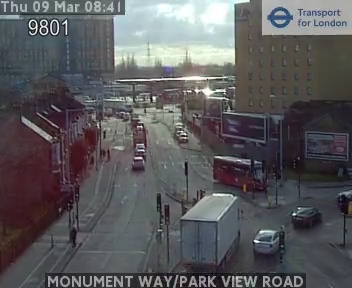 Thu 09 Mar 08:41
9801
Transport
for London
MONUMENT WAY/PARK VIEW ROAD